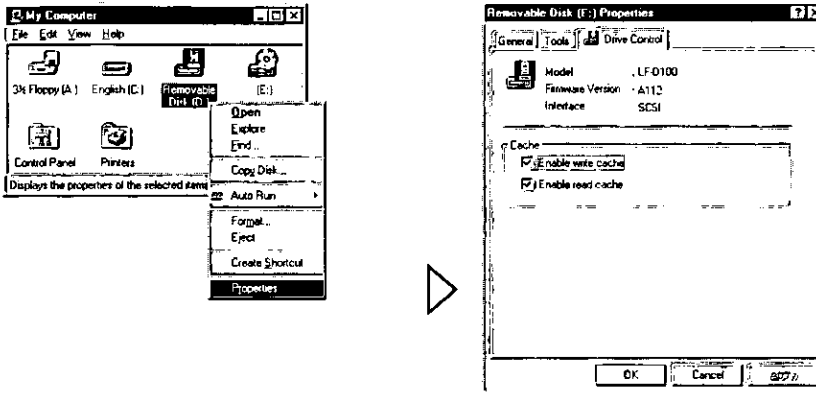 My Computer
File Edit View Help
3½ Floppy (A:)
English (C:)
Removable
Disk (D:)
(E:)
Control Panel
Printers
Displays the properties of the selected items
Open
Explore
Find...
Copy Disk...
Auto Run
Format...
Eject
Create Shortcut
Properties
Removable Disk (F:) Properties
General Tools Drive Control
Model : LF-D100
Firmware Version : A112
Interface SCSI
Cache
Enable write cache
Enable read cache
OK Cancel